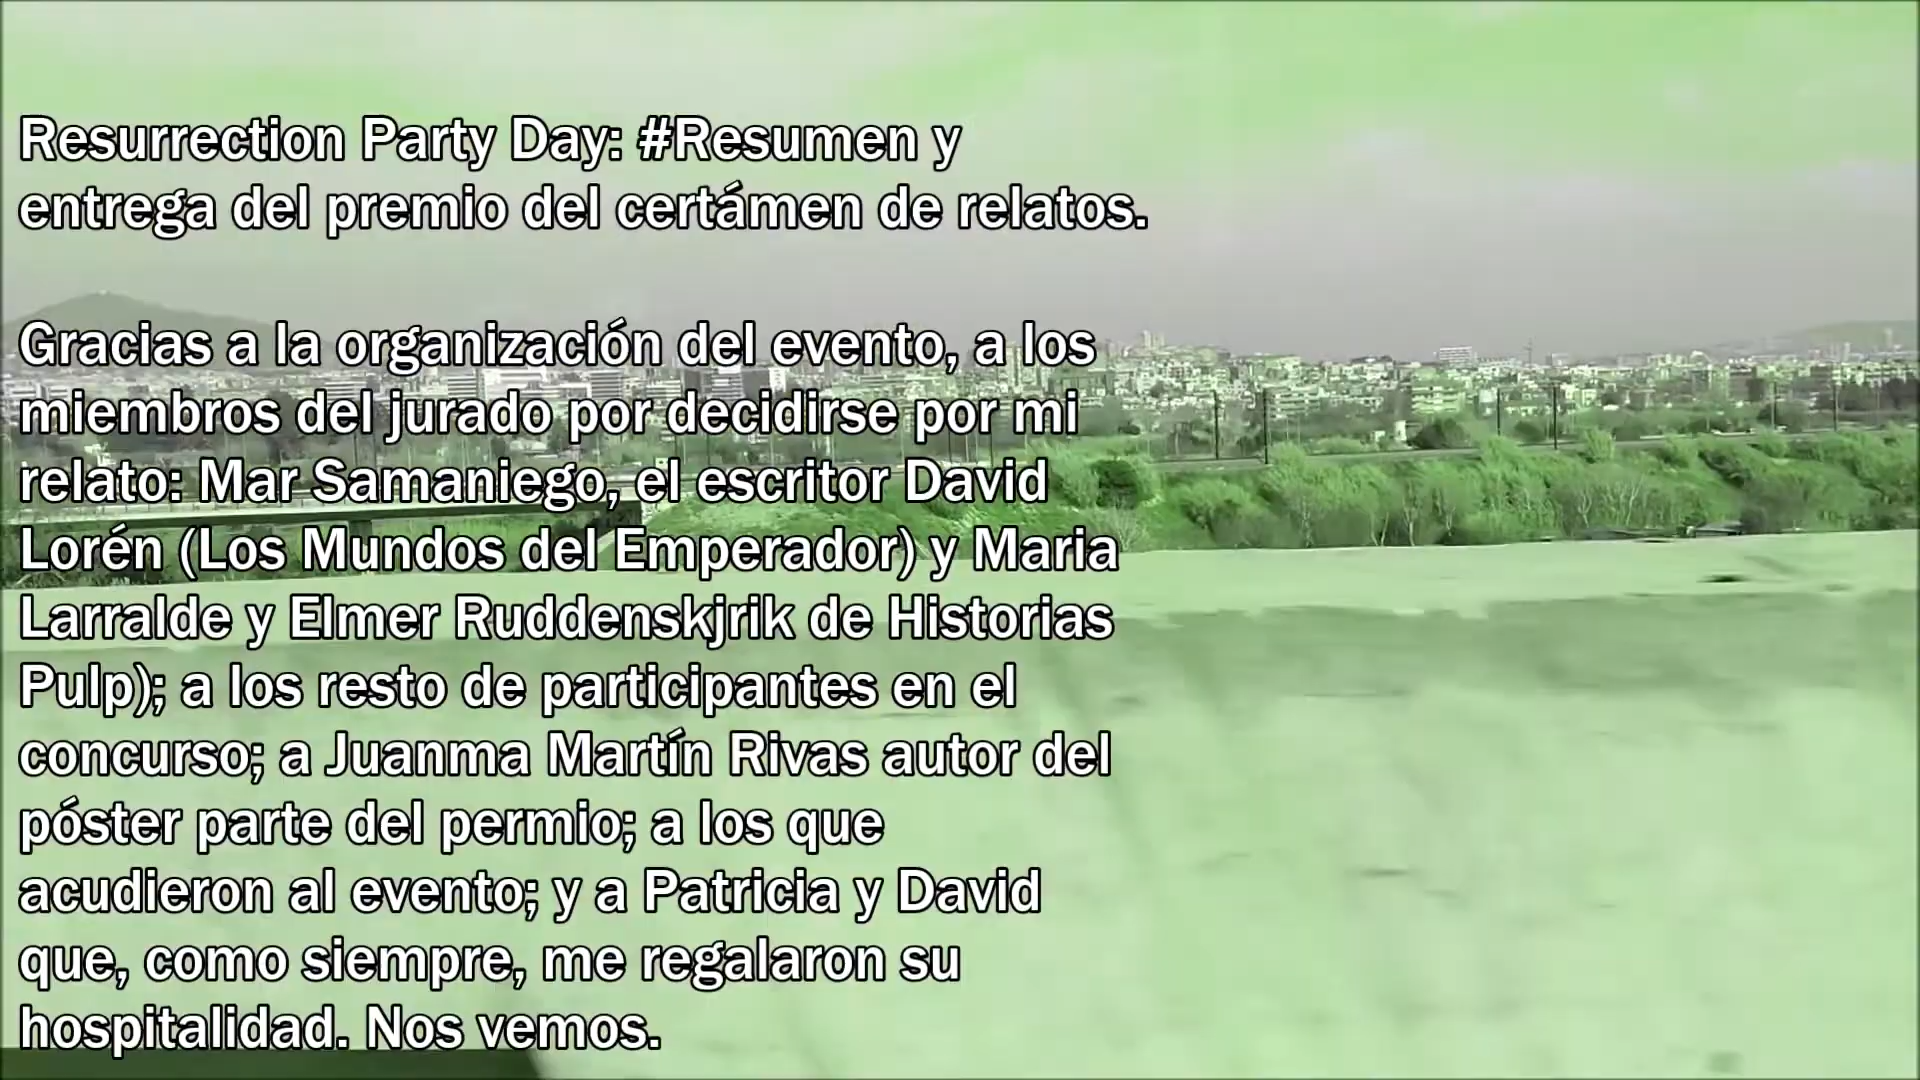 Resurrection Party Day: #Resumen y
entrega del premio del certámen de relatos.
Gracias a la organización del evento, a los
miembros del jurado por decidirse por mi
relato: Mar Samaniego, el escritor David
Lorén (Los Mundos del Emperador) y Maria
Larralde y Elmer Ruddenskjrik de Historias
Pulp); a los resto de participantes en el
concurso; a Juanma Martín Rivas autor del
póster parte del permio; a los que
acudieron al evento; y a Patricia y David
que, como siempre, me regalaron su
hospitalidad. Nos vemos.